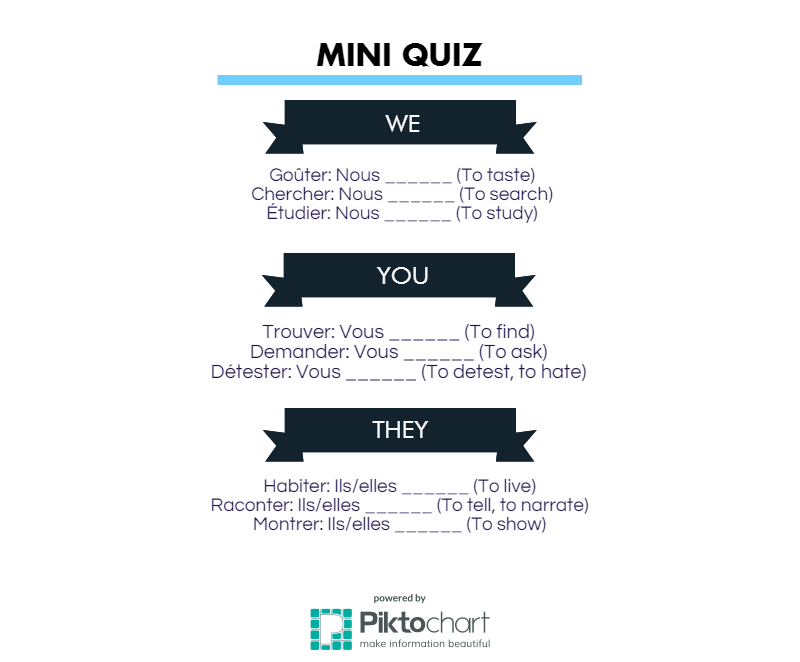 MINI QUIZ
WE
Goûter: Nous ______ (To taste)
Chercher: Nous ______ (To search)
Étudier: Nous ______ (To study)
YOU
Trouver: Vous ______ (To find)
Demander: Vous ______ (To ask)
Détester: Vous ______ (To detest, to hate)
THEY
Habiter: Ils/elles ______ (To live)
Raconter: Ils/elles ______ (To tell, to narrate)
Montrer: Ils/elles ______ (To show)
powered by
Piktochart
make information beautiful